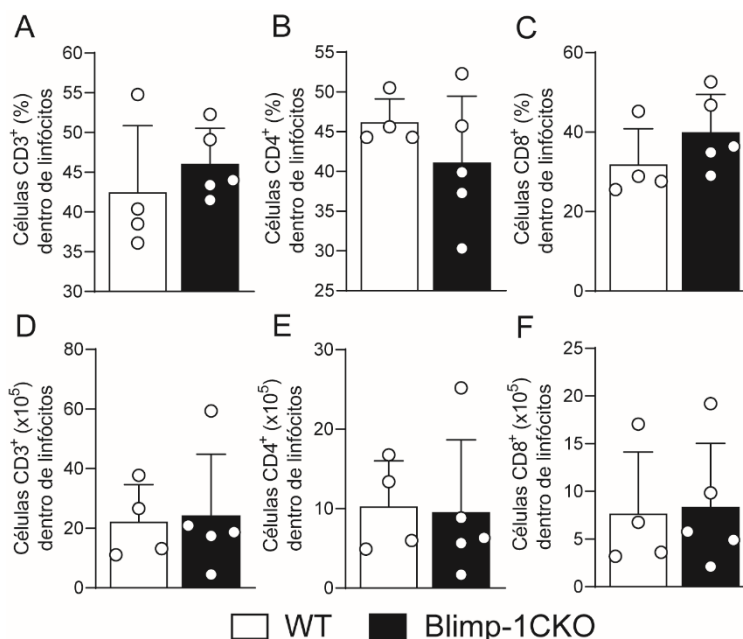 A
Células CD3⁺ (%)
dentro de linfócitos
60
55
50
45
40
35
30
B
Células CD4⁺ (%)
dentro de linfócitos
55
50
45
40
35
30
25
C
Células CD8⁺ (%)
dentro de linfócitos
60
40
20
0
D
Células CD3⁺ (x10⁵)
dentro de linfócitos
80
60
40
20
0
E
Células CD4⁺ (x10⁵)
dentro de linfócitos
30
20
10
0
F
Células CD8⁺ (x10⁵)
dentro de linfócitos
25
20
15
10
5
0
WT Blimp-1CKO